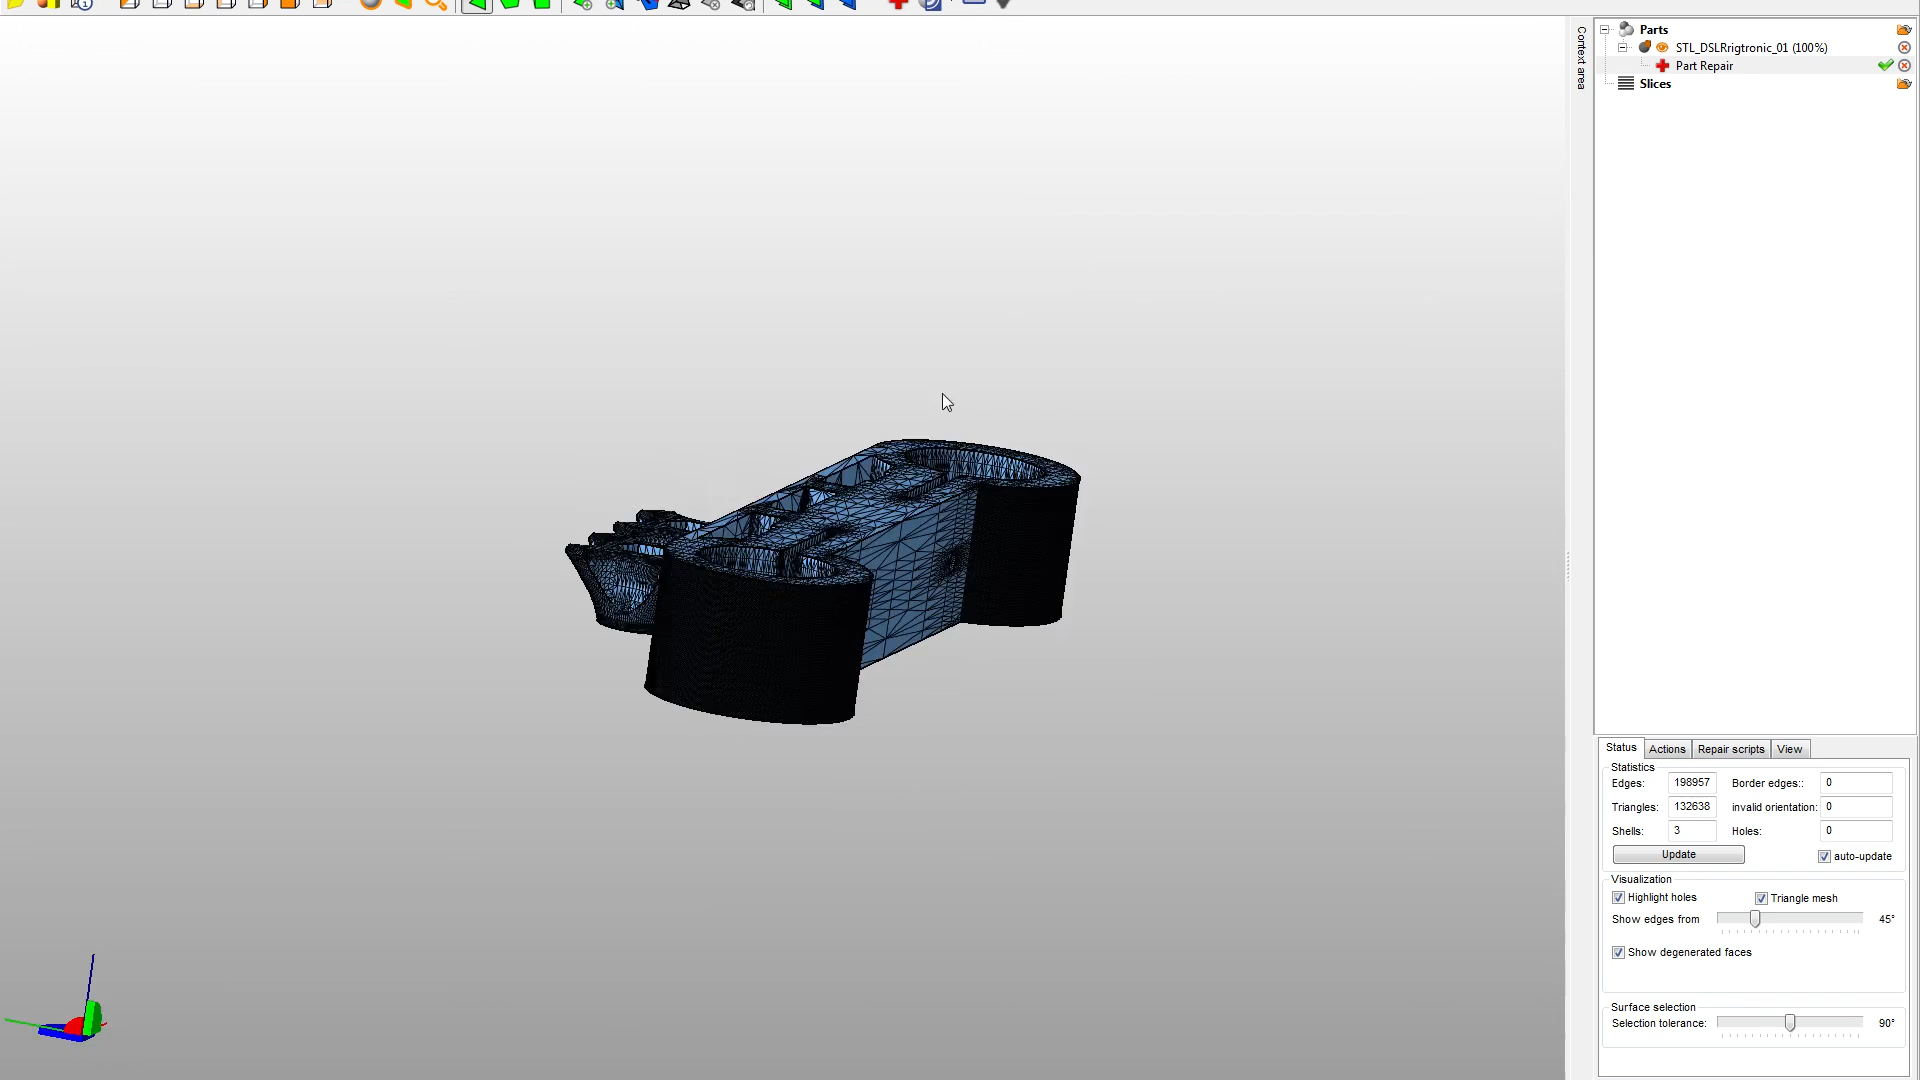 Context area
Parts
STL_DSLRrigtronic_01 (100%)
Part Repair
Slices
Status Actions Repair scripts View
Statistics
Edges: 198957 Border edges:: 0
Triangles: 132638 invalid orientation: 0
Shells: 3 Holes: 0
Update auto-update
Visualization
Highlight holes Triangle mesh
Show edges from 45°
Show degenerated faces
Surface selection
Selection tolerance: 90°